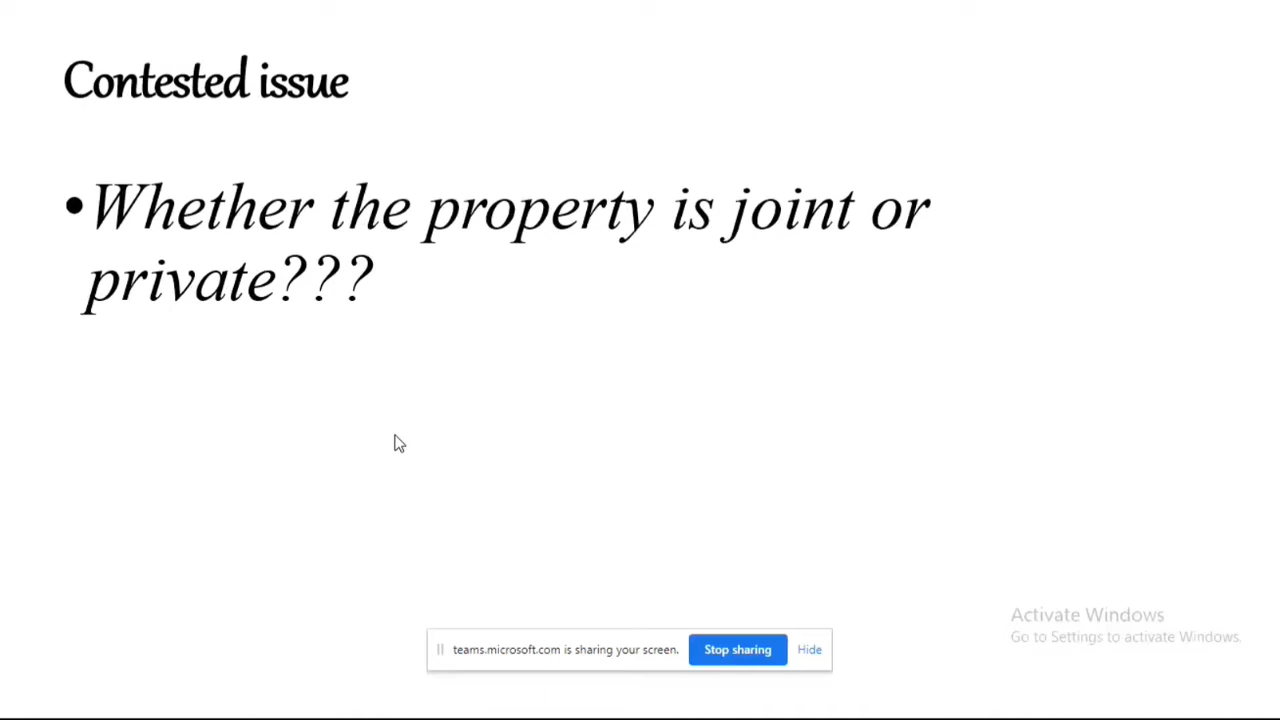 Contested issue
•Whether the property is joint or
private???
Activate Windows
Go to Settings to activate Windows.
teams.microsoft.com is sharing your screen. Stop sharing Hide